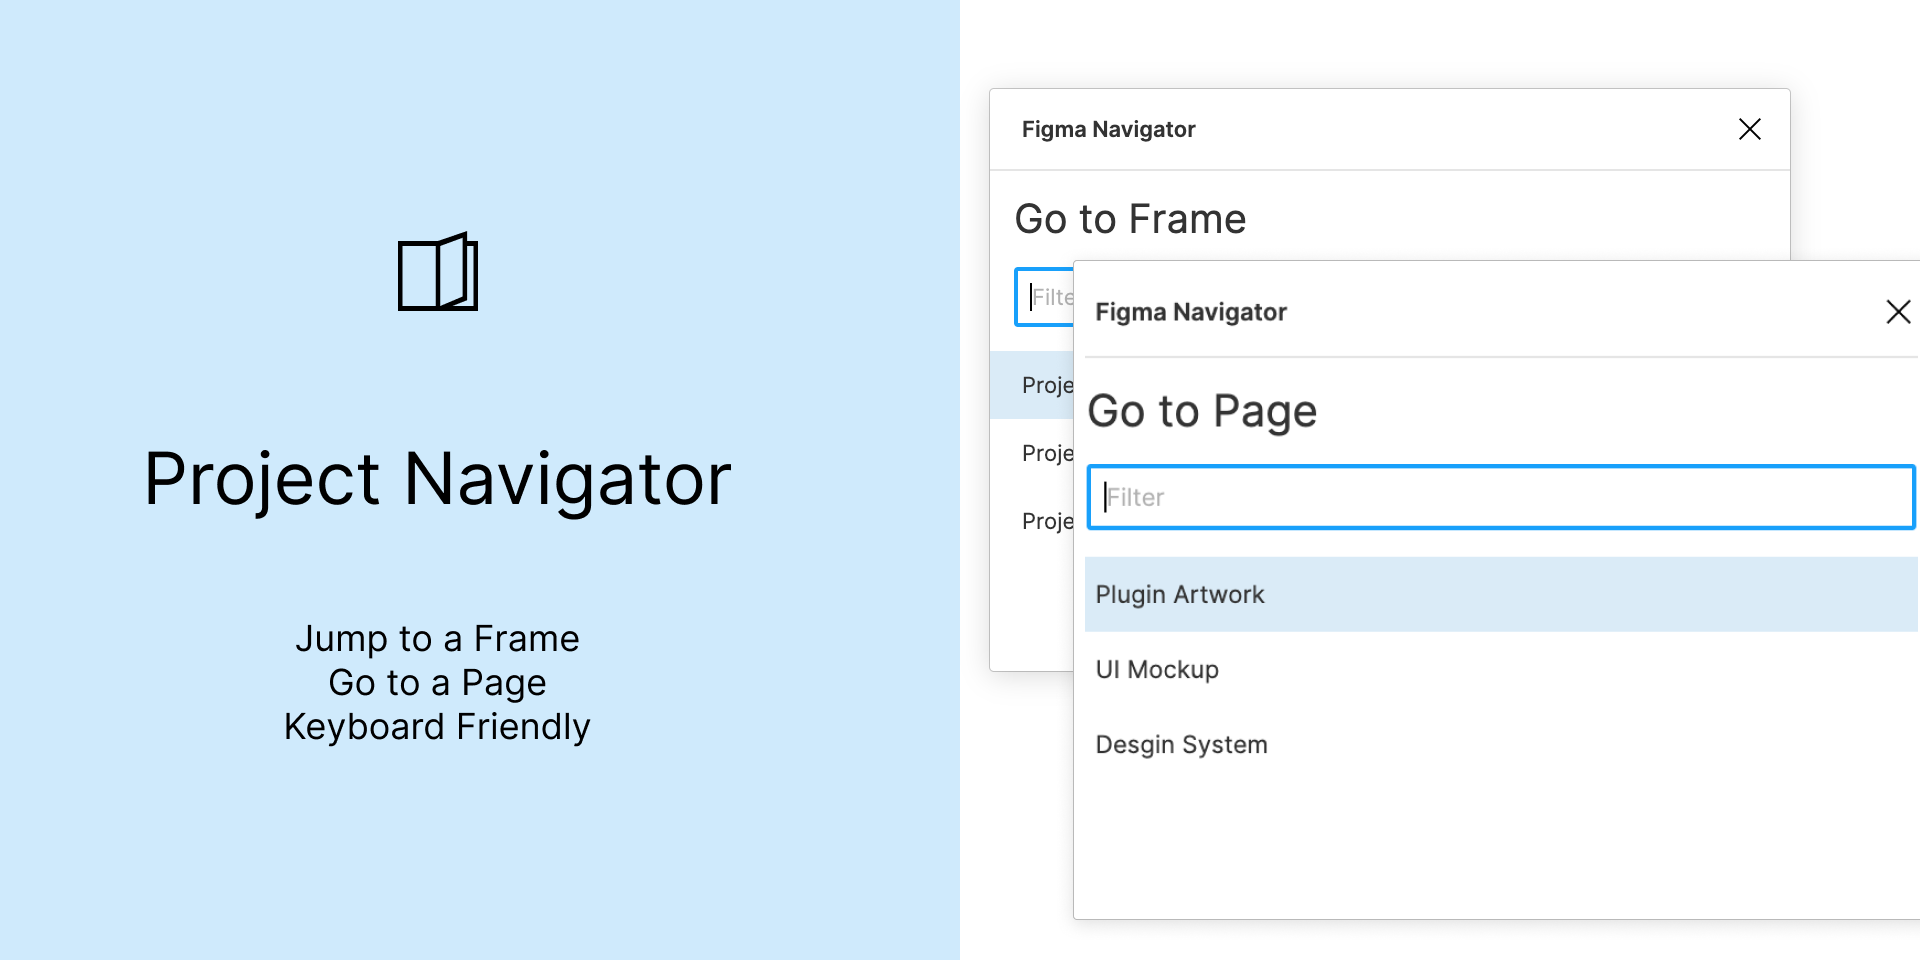 Project Navigator
Jump to a Frame
Go to a Page
Keyboard Friendly
Figma Navigator
Go to Frame
Filte
Proje
Proje
Proje
Figma Navigator
Go to Page
Filter
Plugin Artwork
UI Mockup
Desgin System